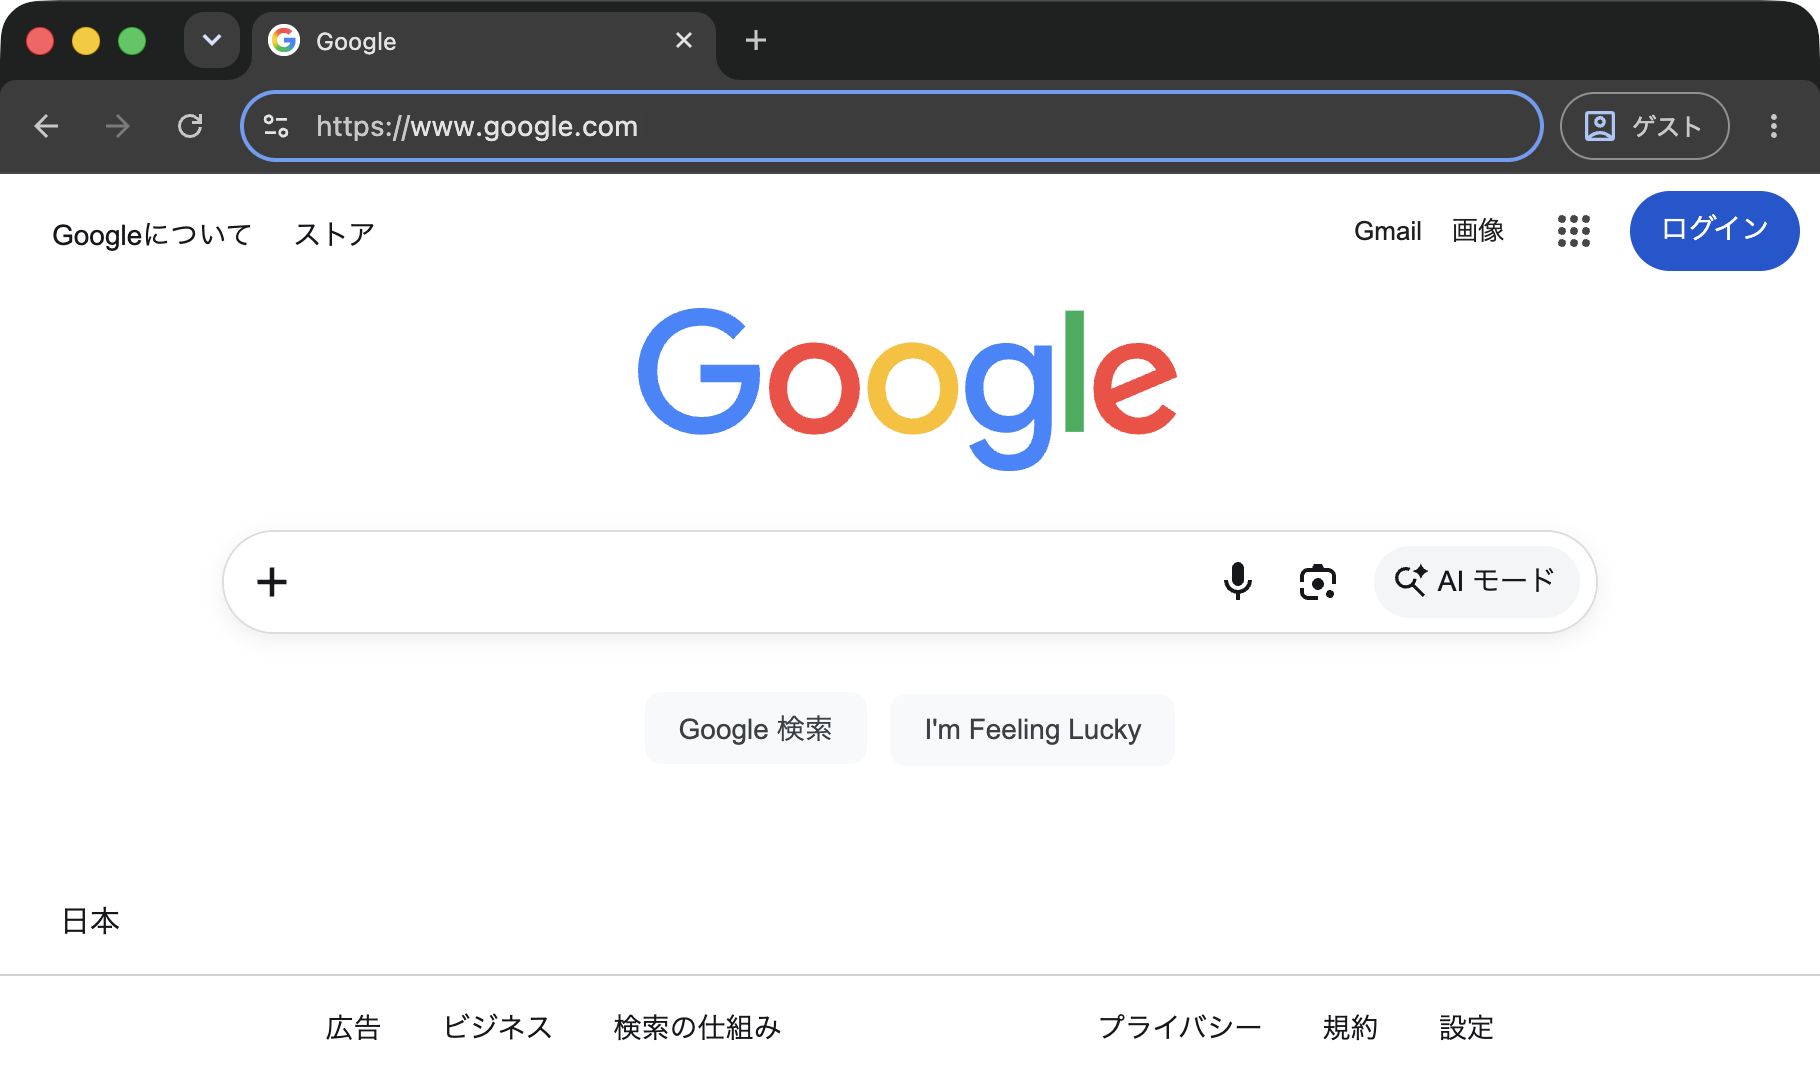 Google
https://www.google.com
ゲスト
Googleについて ストア
Gmail 画像 ログイン
Google
AI モード
Google 検索 I'm Feeling Lucky
日本
広告 ビジネス 検索の仕組み プライバシー 規約 設定